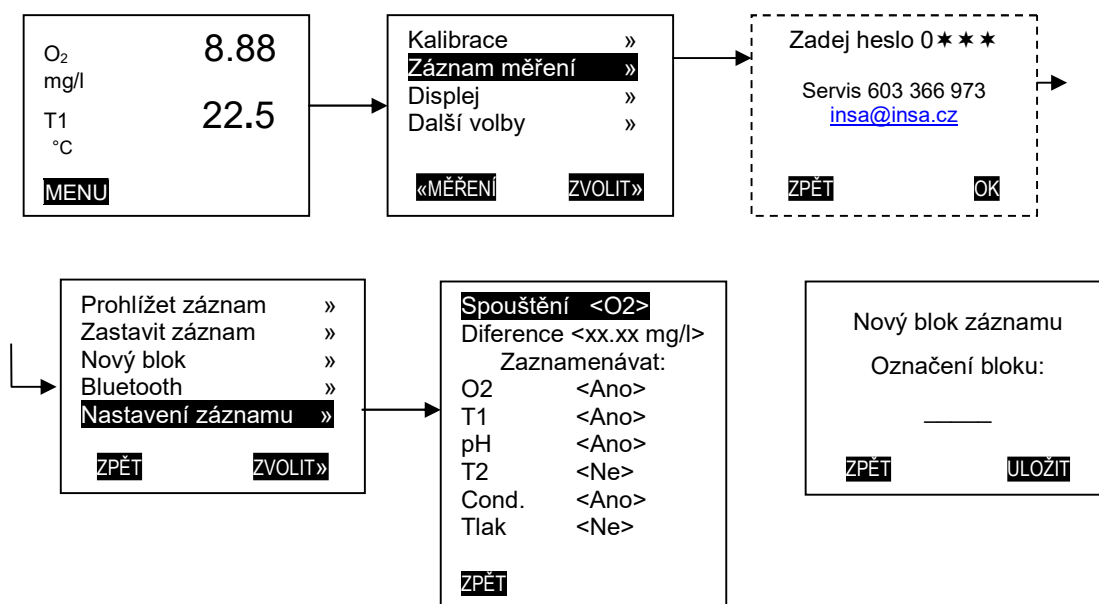 O2 8.88
mg/l
T1 22.5
°C
MENU
Kalibrace »
Záznam měření »
Displej »
Další volby »
«MĚŘENÍ ZVOLIT»
Zadej heslo 0✶✶✶
Servis 603 366 973
insa@insa.cz
ZPĚT OK
Prohlížet záznam »
Zastavit záznam »
Nový blok »
Bluetooth »
Nastavení záznamu »
ZPĚT ZVOLIT»
Spouštění <O2>
Diference <xx.xx mg/l>
Zaznamenávat:
O2 <Ano>
T1 <Ano>
pH <Ano>
T2 <Ne>
Cond. <Ano>
Tlak <Ne>
ZPĚT
Nový blok záznamu
Označení bloku:
_____
ZPĚT ULOŽIT